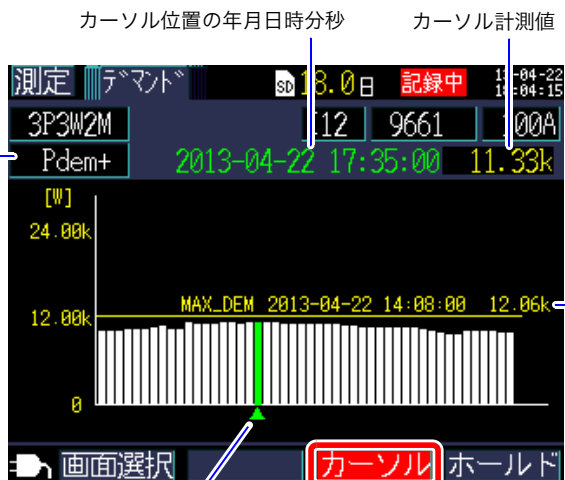 カーソル位置の年月日時分秒 カーソル計測値
測定 デマンド SD 18.0日 記録中
18:04:15
3P3W2M I12 9661 100A
Pdem+ 2013-04-22 17:35:00 11.33k
[W]
24.00k
MAX_DEM 2013-04-22 14:08:00 12.06k
12.00k
0
画面選択 カーソル ホールド